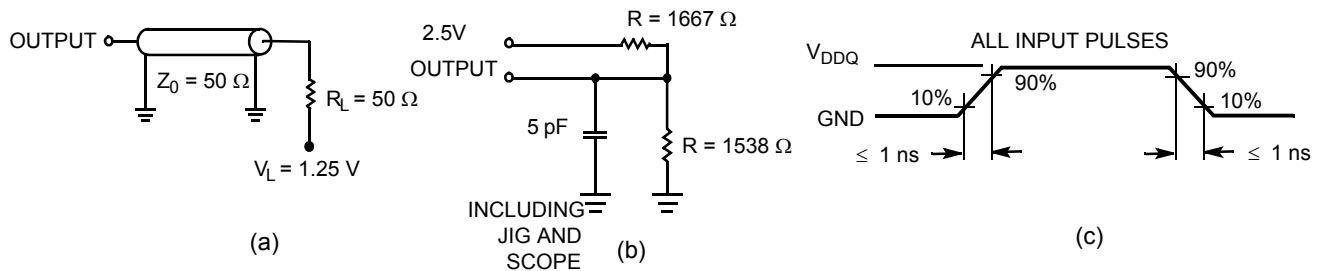 OUTPUT
Z0 = 50 Ω
RL = 50 Ω
VL = 1.25 V
(a)
R = 1667 Ω
2.5V
OUTPUT
5 pF
R = 1538 Ω
INCLUDING
JIG AND
SCOPE
(b)
ALL INPUT PULSES
VDDQ
GND
10%
90%
90%
10%
≤ 1 ns
≤ 1 ns
(c)